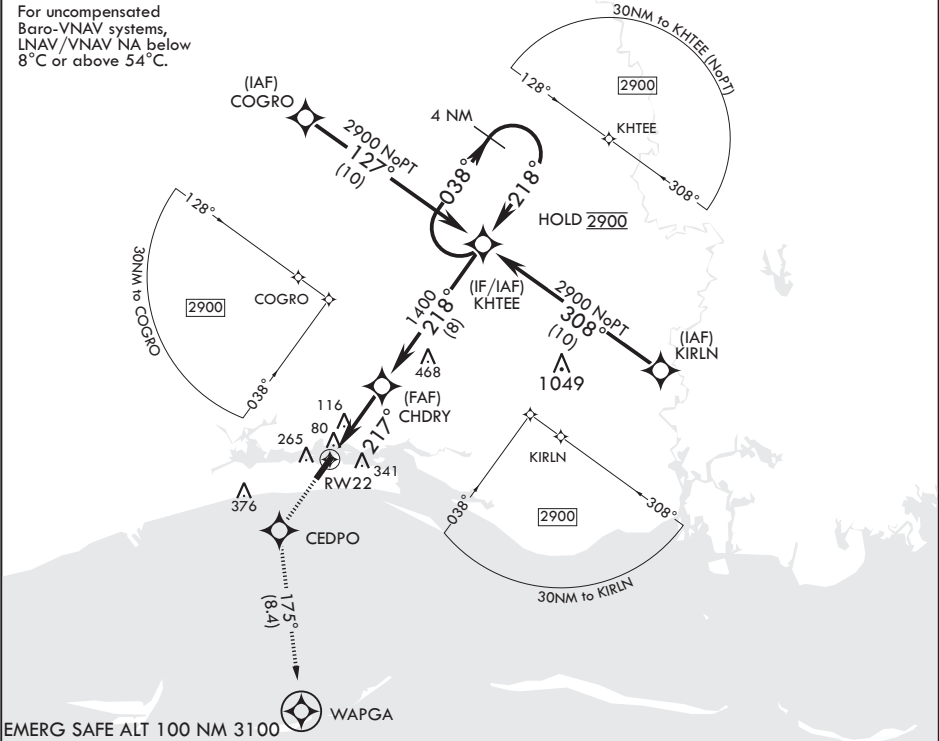 For uncompensated
Baro-VNAV systems,
LNAV/VNAV NA below
8°C or above 54°C.
30NM to KHTEE (NoPT)
2900
128°
KHTEE
308°
(IAF)
COGRO
2900 NoPT
127°
(10)
4 NM
038°
218°
HOLD 2900
(IF/IAF)
KHTEE
2900 NoPT
308°
(10)
(IAF)
KIRLN
1049
128°
COGRO
30NM to COGRO
2900
038°
1400
218°
(8)
468
(FAF)
CHDRY
217°
116
80
265
341
RW22
376
CEDPO
KIRLN
038°
308°
2900
30NM to KIRLN
175°
(8.4)
WAPGA
EMERG SAFE ALT 100 NM 3100